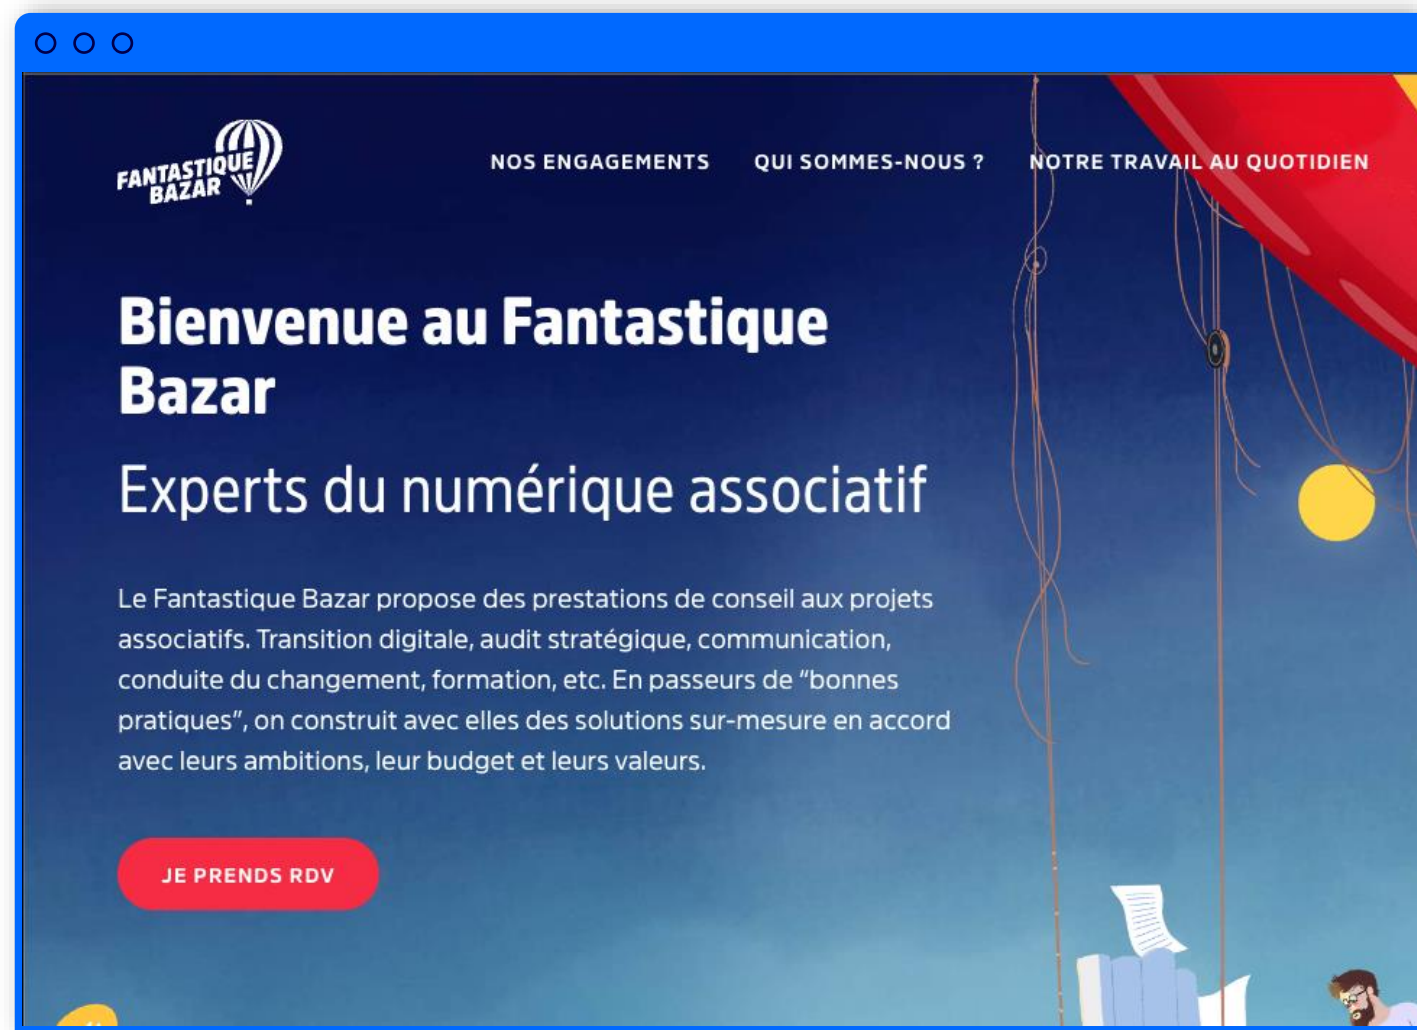 FANTASTIQUE
BAZAR
NOS ENGAGEMENTS QUI SOMMES-NOUS ? NOTRE TRAVAIL AU QUOTIDIEN
Bienvenue au Fantastique
Bazar
Experts du numérique associatif
Le Fantastique Bazar propose des prestations de conseil aux projets
associatifs. Transition digitale, audit stratégique, communication,
conduite du changement, formation, etc. En passeurs de “bonnes
pratiques”, on construit avec elles des solutions sur-mesure en accord
avec leurs ambitions, leur budget et leurs valeurs.
JE PRENDS RDV